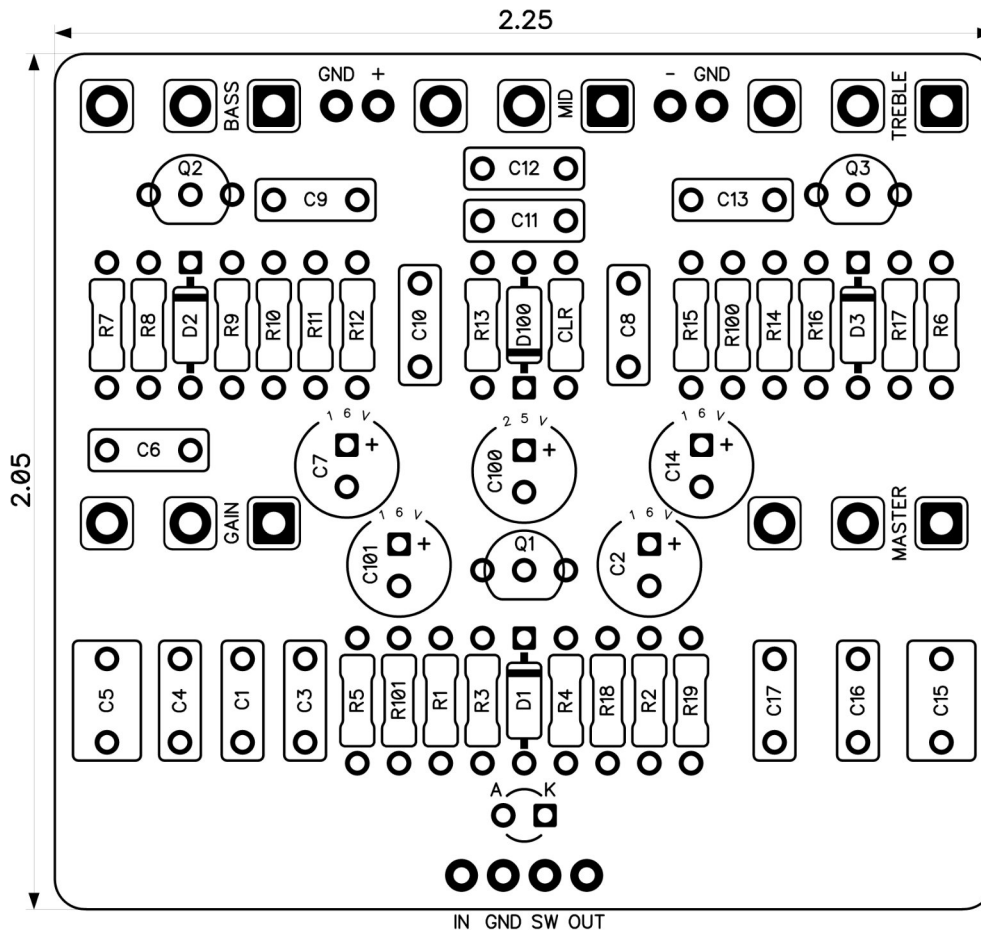 2.25
GND + - GND
BASS MID TREBLE
Q2 C12 Q3
C9 C11 C13
R7 R8 D2 R9 R10 R11 R12 C10 R13 D100 CLR C8 R15 R100 R14 R16 D3 R17 R6
16V 25V 16V
C6 C7 + C100 + C14 +
2.05
GAIN 16V 16V MASTER
C101 + Q1 C2 +
C5 C4 C1 C3 R5 R101 R1 R3 D1 R4 R18 R2 R19 C17 C16 C15
A K
IN GND SW OUT